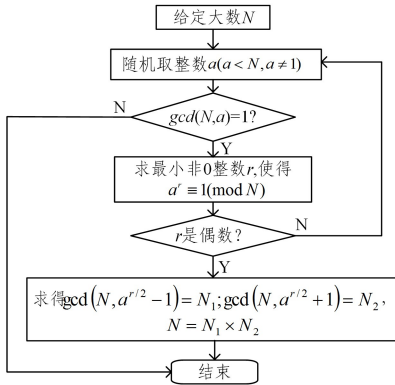 给定大数N
随机取整数a(a < N, a ≠ 1)
N
gcd(N,a)=1?
Y
求最小非0整数r,使得
a^r ≡ 1(mod N)
N
r是偶数?
Y
求得gcd(N, a^{r/2} − 1) = N₁; gcd(N, a^{r/2} + 1) = N₂,
N = N₁ × N₂
结束